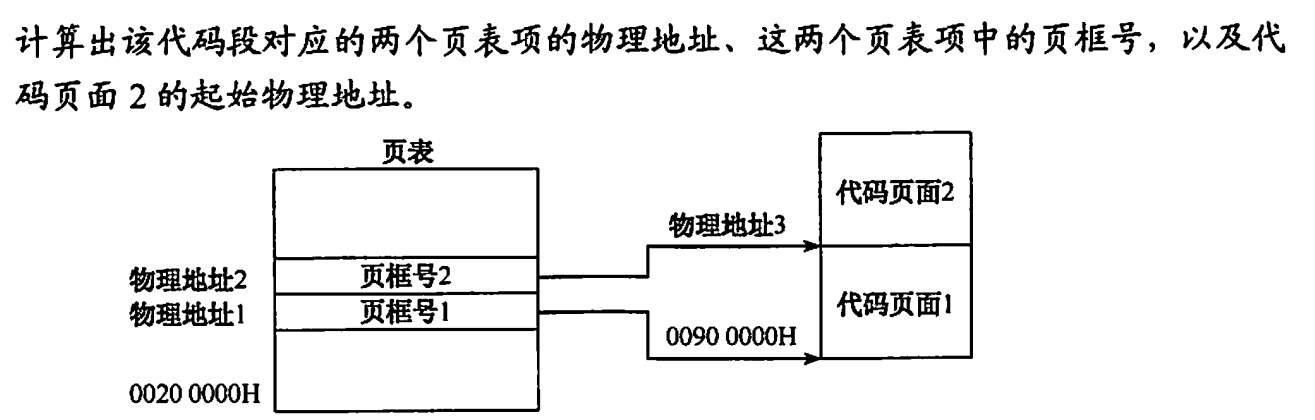 计算出该代码段对应的两个页表项的物理地址、这两个页表项中的页框号，以及代
码页面 2 的起始物理地址。
页表
代码页面2
物理地址3
物理地址2
页框号2
物理地址1
页框号1
代码页面1
0090 0000H
0020 0000H